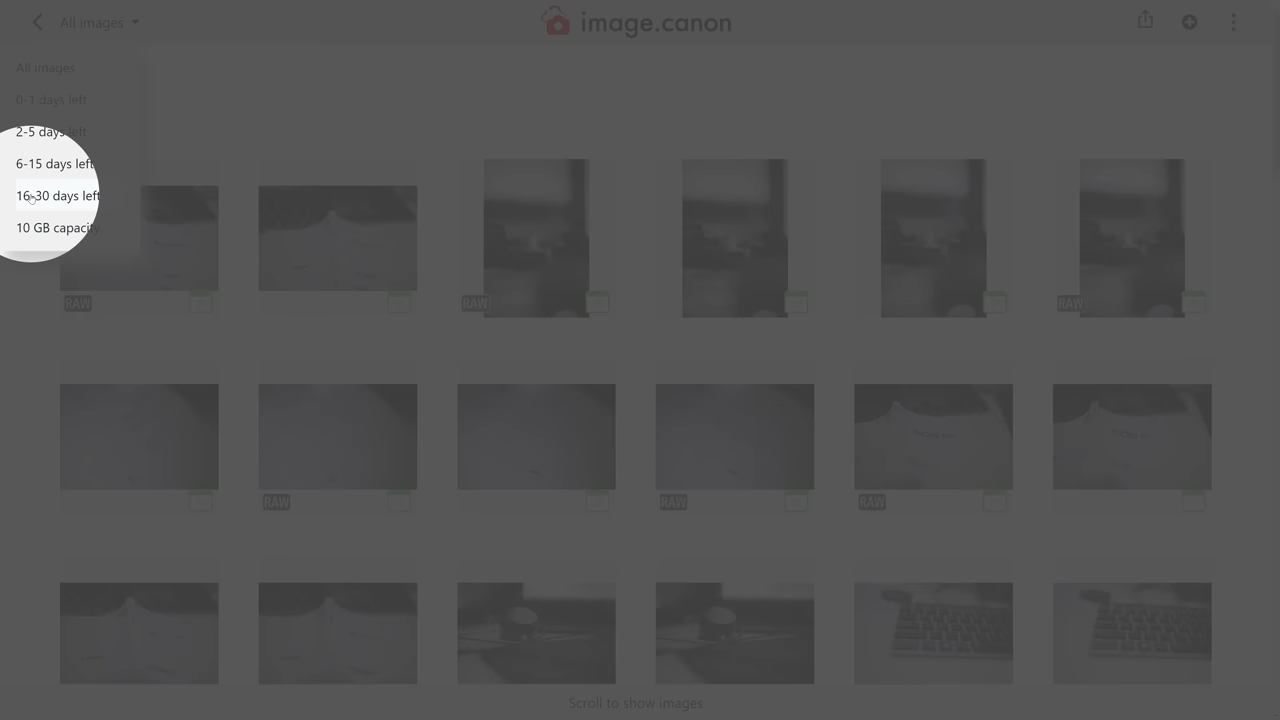 All images
image.canon
All images
0-1 days left
2-5 days left
6-15 days left
16-30 days left
10 GB capacity
RAW
RAW
RAW
RAW
RAW
RAW
Scroll to show images